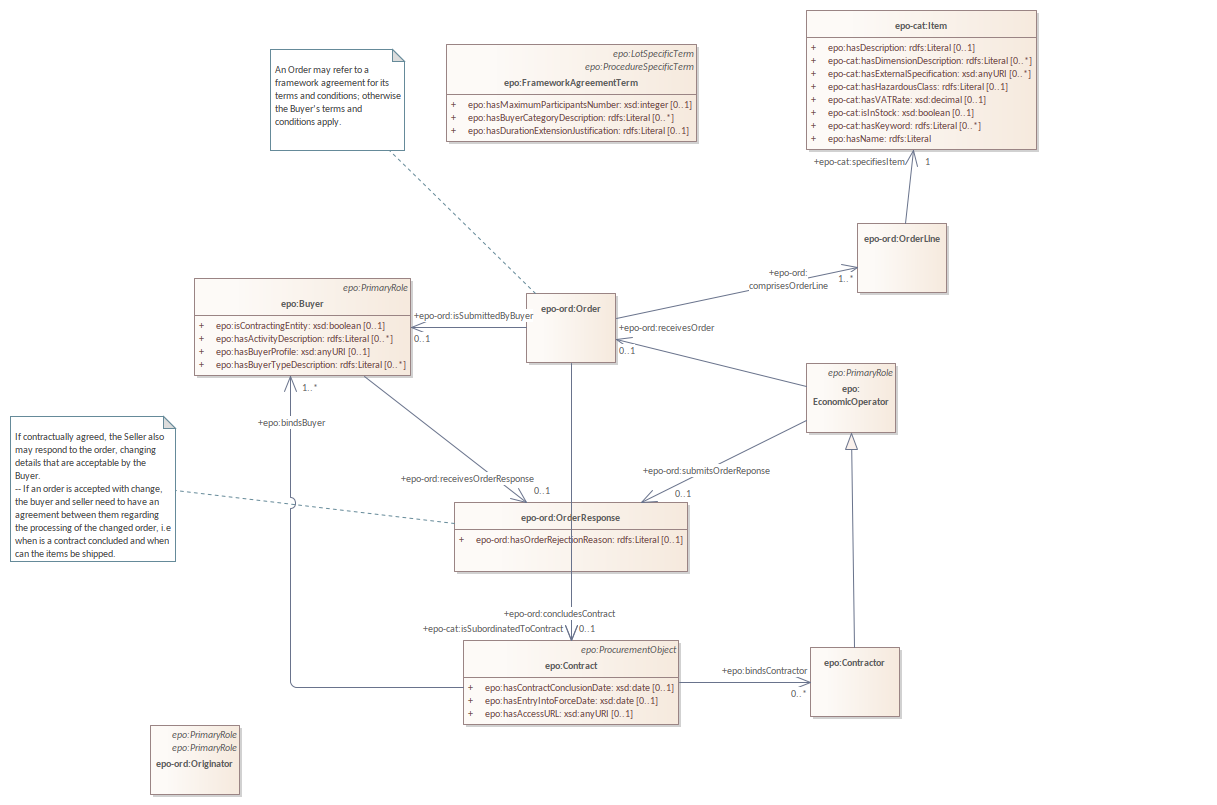 An Order may refer to a
framework agreement for its
terms and conditions; otherwise
the Buyer's terms and
conditions apply.
epo:LotSpecificTerm
epo:ProcedureSpecificTerm
epo:FrameworkAgreementTerm
+ epo:hasMaximumParticipantsNumber: xsd:integer [0..1]
+ epo:hasBuyerCategoryDescription: rdfs:Literal [0..*]
+ epo:hasDurationExtensionJustification: rdfs:Literal [0..1]
epo-cat:Item
+ epo:hasDescription: rdfs:Literal [0..1]
+ epo-cat:hasDimensionDescription: rdfs:Literal [0..*]
+ epo-cat:hasExternalSpecification: xsd:anyURI [0..*]
+ epo-cat:hasHazardousClass: rdfs:Literal [0..1]
+ epo-cat:hasVATRate: xsd:decimal [0..1]
+ epo-cat:isInStock: xsd:boolean [0..1]
+ epo-cat:hasKeyword: rdfs:Literal [0..*]
+ epo:hasName: rdfs:Literal
+epo-cat:specifiesItem 1
epo-ord:OrderLine
+epo-ord:
comprisesOrderLine
1..*
epo:PrimaryRole
epo:Buyer
+ epo:isContractingEntity: xsd:boolean [0..1]
+ epo:hasActivityDescription: rdfs:Literal [0..*]
+ epo:hasBuyerProfile: xsd:anyURI [0..1]
+ epo:hasBuyerTypeDescription: rdfs:Literal [0..*]
epo-ord:Order
+epo-ord:isSubmittedByBuyer
0..1
+epo-ord:receivesOrder
0..1
epo:PrimaryRole
epo:
EconomicOperator
1..*
+epo:bindsBuyer
If contractually agreed, the Seller also
may respond to the order, changing
details that are acceptable by the
Buyer.
-- If an order is accepted with change,
the buyer and seller need to have an
agreement between them regarding
the processing of the changed order, i.e
when is a contract concluded and when
can the items be shipped.
+epo-ord:receivesOrderResponse
0..1
+epo-ord:submitsOrderReponse
0..1
epo-ord:OrderResponse
+ epo-ord:hasOrderRejectionReason: rdfs:Literal [0..1]
+epo-ord:concludesContract
+epo-cat:isSubordinatedToContract 0..1
epo:ProcurementObject
epo:Contract
+ epo:hasContractConclusionDate: xsd:date [0..1]
+ epo:hasEntryIntoForceDate: xsd:date [0..1]
+ epo:hasAccessURL: xsd:anyURI [0..1]
+epo:bindsContractor
0..*
epo:Contractor
epo:PrimaryRole
epo:PrimaryRole
epo-ord:Originator